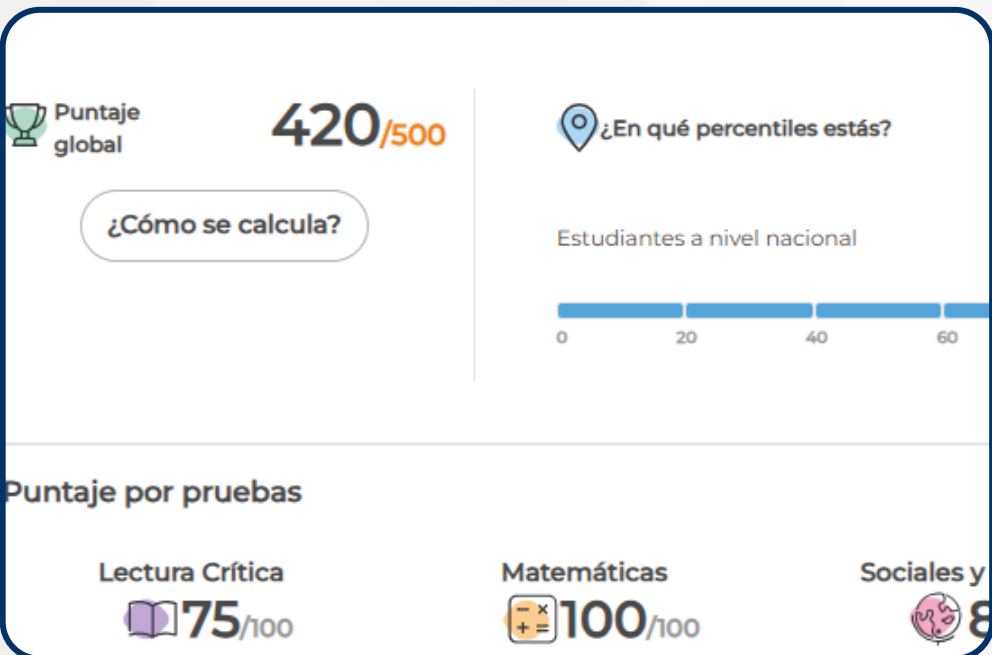 Puntaje
global
420/500
¿Cómo se calcula?
¿En qué percentiles estás?
Estudiantes a nivel nacional
0 20 40 60
Puntaje por pruebas
Lectura Crítica
75/100
Matemáticas
100/100
Sociales y